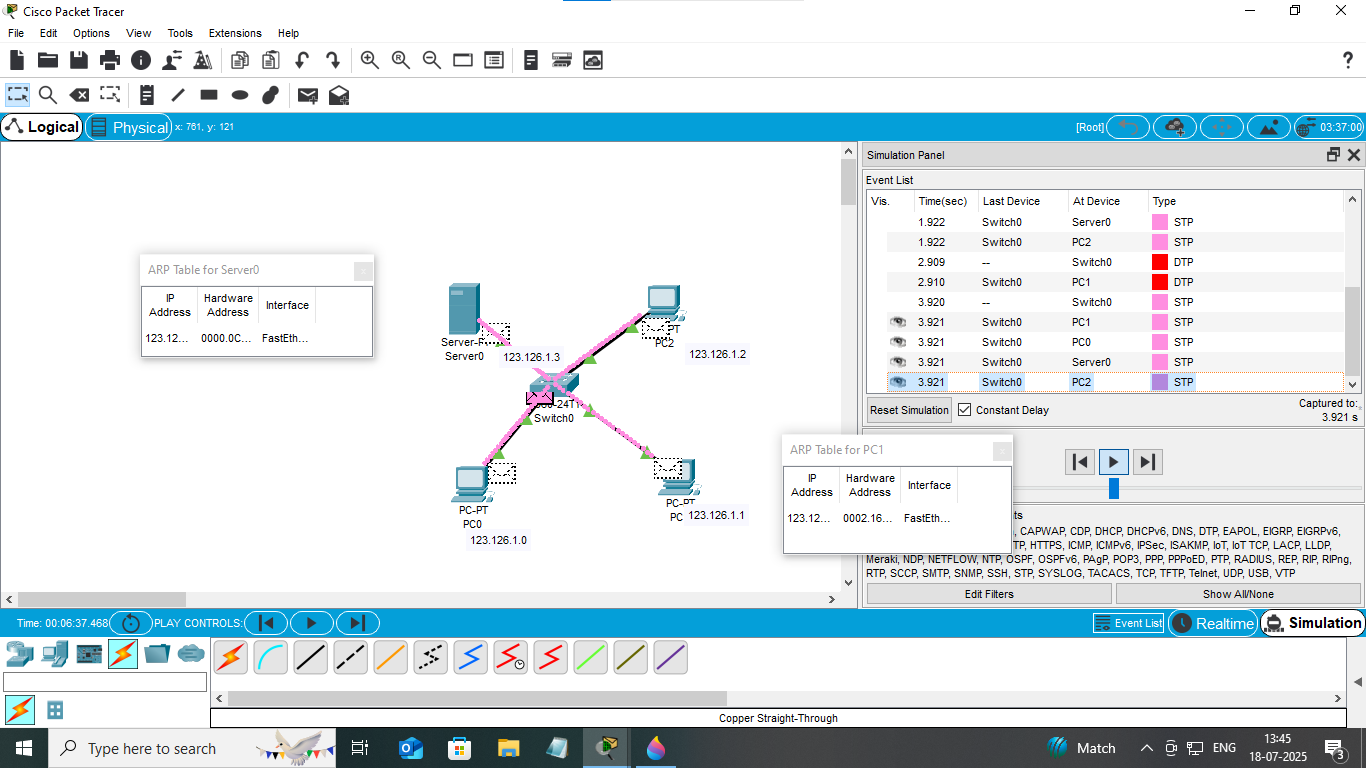 Cisco Packet Tracer
File Edit Options View Tools Extensions Help
Logical Physical x: 761, y: 121 [Root] 03:37:00
ARP Table for Server0
IP Address Hardware Address Interface
123.12... 0000.0C... FastEth...
Server-P
Server0
123.126.1.3
PT
PC2
123.126.1.2
Switch0
PC-PT
PC0
123.126.1.0
PC-PT
PC
123.126.1.1
Simulation Panel
Event List
Vis. Time(sec) Last Device At Device Type
1.922 Switch0 Server0 STP
1.922 Switch0 PC2 STP
2.909 -- Switch0 DTP
2.910 Switch0 PC1 DTP
3.920 -- Switch0 STP
3.921 Switch0 PC1 STP
3.921 Switch0 PC0 STP
3.921 Switch0 Server0 STP
3.921 Switch0 PC2 STP
Reset Simulation Constant Delay Captured to:
3.921 s
ARP Table for PC1
IP Address Hardware Address Interface
123.12... 0002.16... FastEth...
, CAPWAP, CDP, DHCP, DHCPv6, DNS, DTP, EAPOL, EIGRP, EIGRPv6,
TP, HTTPS, ICMP, ICMPv6, IPSec, ISAKMP, IoT, IoT TCP, LACP, LLDP,
Meraki, NDP, NETFLOW, NTP, OSPF, OSPFv6, PAgP, POP3, PPP, PPPoED, PTP, RADIUS, REP, RIP, RIPng,
RTP, SCCP, SMTP, SNMP, SSH, STP, SYSLOG, TACACS, TCP, TFTP, Telnet, UDP, USB, VTP
Edit Filters Show All/None
Time: 00:06:37.468 PLAY CONTROLS: Event List Realtime Simulation
Copper Straight-Through
Type here to search
Match
ENG
13:45
18-07-2025
3